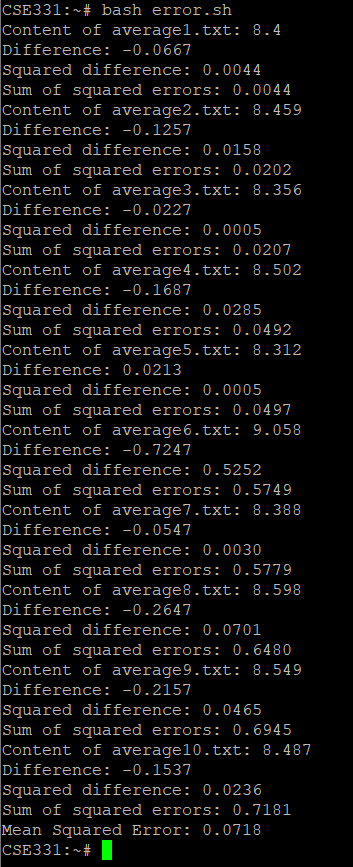 CSE331:~# bash error.sh
Content of average1.txt: 8.4
Difference: -0.0667
Squared difference: 0.0044
Sum of squared errors: 0.0044
Content of average2.txt: 8.459
Difference: -0.1257
Squared difference: 0.0158
Sum of squared errors: 0.0202
Content of average3.txt: 8.356
Difference: -0.0227
Squared difference: 0.0005
Sum of squared errors: 0.0207
Content of average4.txt: 8.502
Difference: -0.1687
Squared difference: 0.0285
Sum of squared errors: 0.0492
Content of average5.txt: 8.312
Difference: 0.0213
Squared difference: 0.0005
Sum of squared errors: 0.0497
Content of average6.txt: 9.058
Difference: -0.7247
Squared difference: 0.5252
Sum of squared errors: 0.5749
Content of average7.txt: 8.388
Difference: -0.0547
Squared difference: 0.0030
Sum of squared errors: 0.5779
Content of average8.txt: 8.598
Difference: -0.2647
Squared difference: 0.0701
Sum of squared errors: 0.6480
Content of average9.txt: 8.549
Difference: -0.2157
Squared difference: 0.0465
Sum of squared errors: 0.6945
Content of average10.txt: 8.487
Difference: -0.1537
Squared difference: 0.0236
Sum of squared errors: 0.7181
Mean Squared Error: 0.0718
CSE331:~#